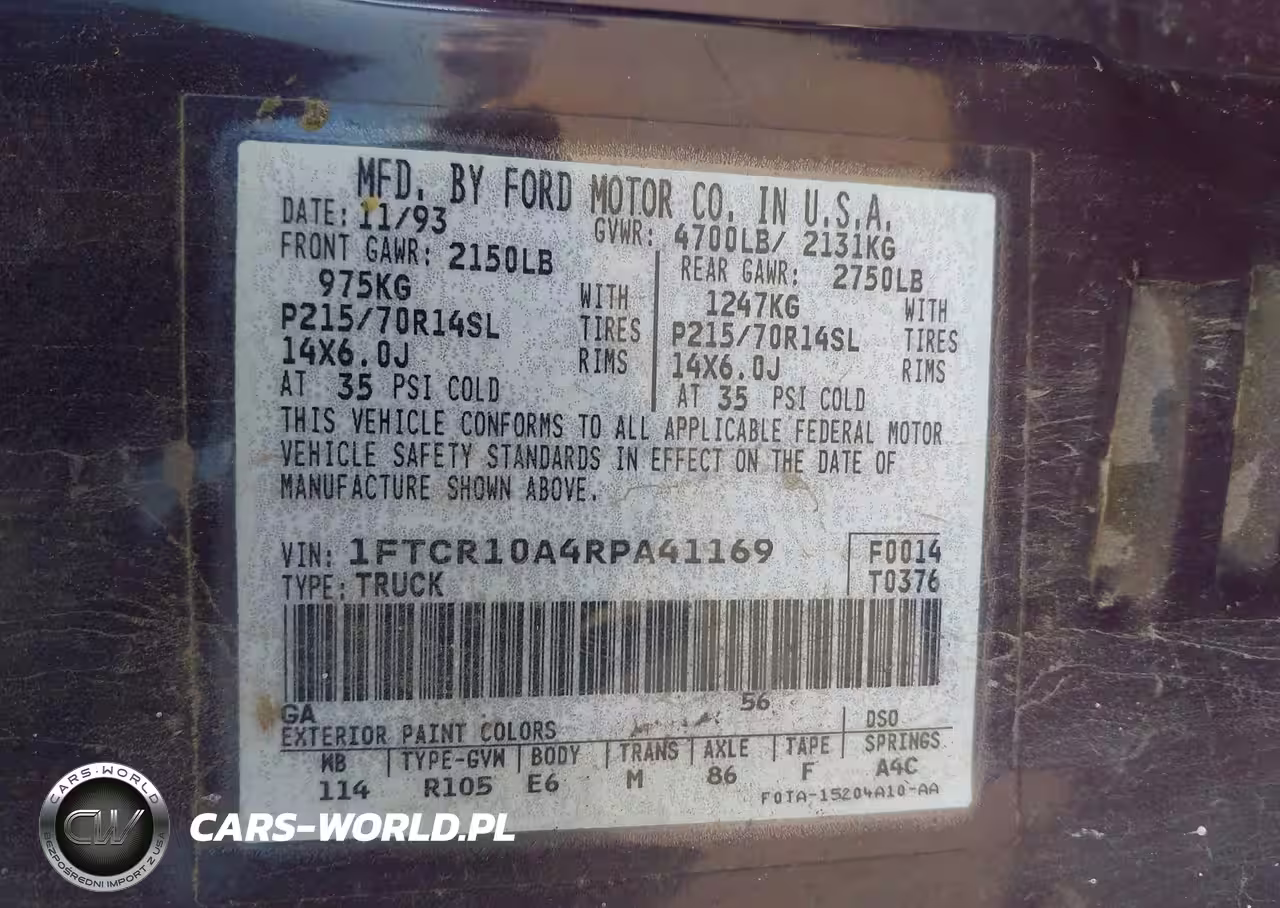 MFD. BY FORD MOTOR CO. IN U.S.A.
DATE: 11/93 GVWR: 4700LB/ 2131KG
FRONT GAWR: 2150LB REAR GAWR: 2750LB
975KG WITH 1247KG WITH
P215/70R14SL TIRES P215/70R14SL TIRES
14X6.0J RIMS 14X6.0J RIMS
AT 35 PSI COLD AT 35 PSI COLD
THIS VEHICLE CONFORMS TO ALL APPLICABLE FEDERAL MOTOR
VEHICLE SAFETY STANDARDS IN EFFECT ON THE DATE OF
MANUFACTURE SHOWN ABOVE.
VIN: 1FTCR10A4RPA41169 F0014
TYPE: TRUCK T0376
GA 56
EXTERIOR PAINT COLORS DSO
WB TYPE-GVW BODY TRANS AXLE TAPE SPRINGS
114 R105 E6 M 86 F A4C
F0TA-15204A10-AA
CARS-WORLD
CW
BEZPOŚREDNI IMPORT Z USA
CARS-WORLD.PL